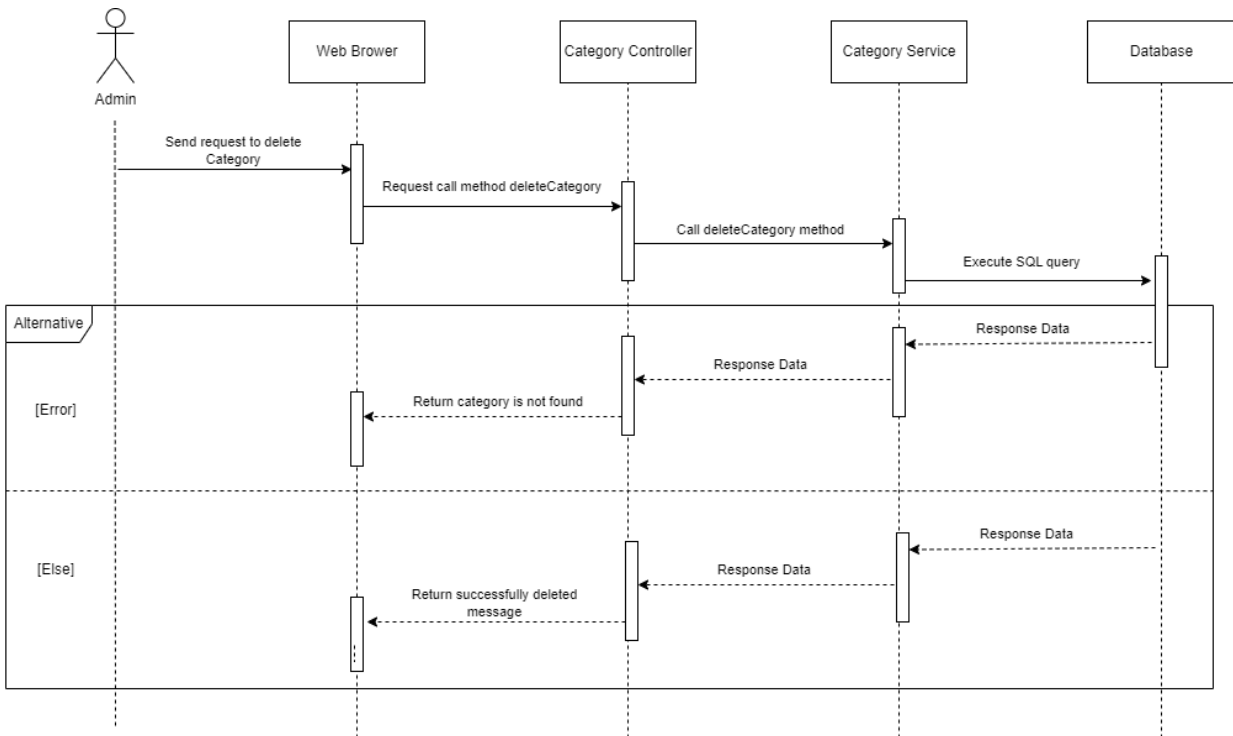 Admin
Web Brower
Category Controller
Category Service
Database
Send request to delete
Category
Request call method deleteCategory
Call deleteCategory method
Execute SQL query
Alternative
Response Data
Response Data
Return category is not found
[Error]
Response Data
Response Data
Return successfully deleted
message
[Else]